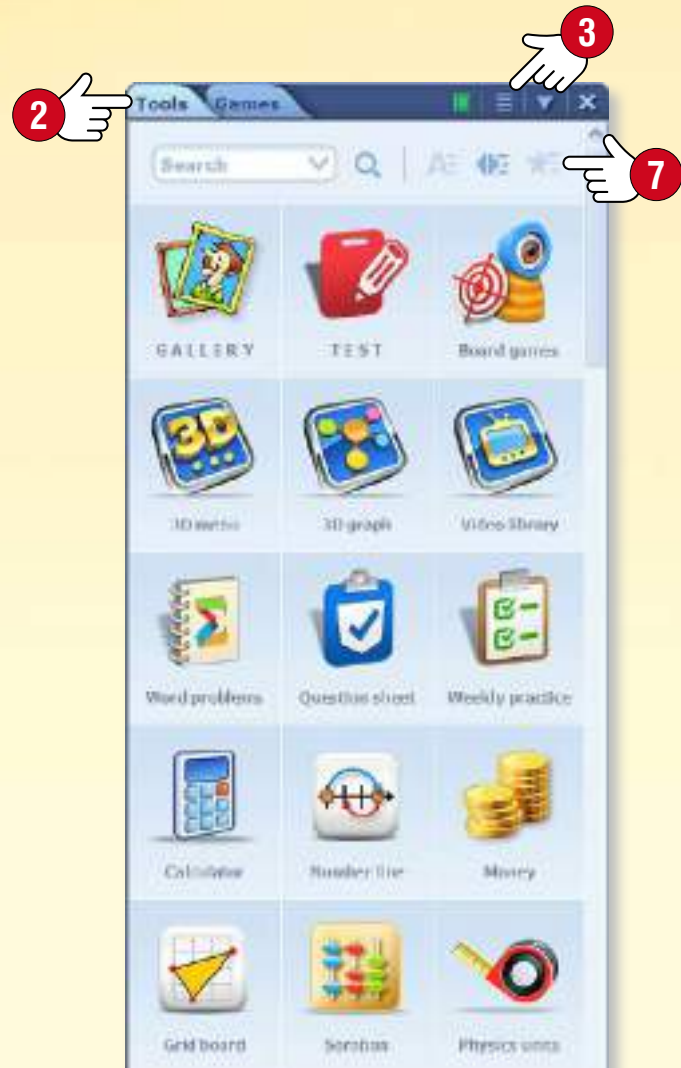 3
2
Tools Games
Search
7
GALLERY TEST Board games
3D menu 3D graph Video library
Word problems Question sheet Weekly practice
Calculator Number line Money
Grid board Soroban Physics units